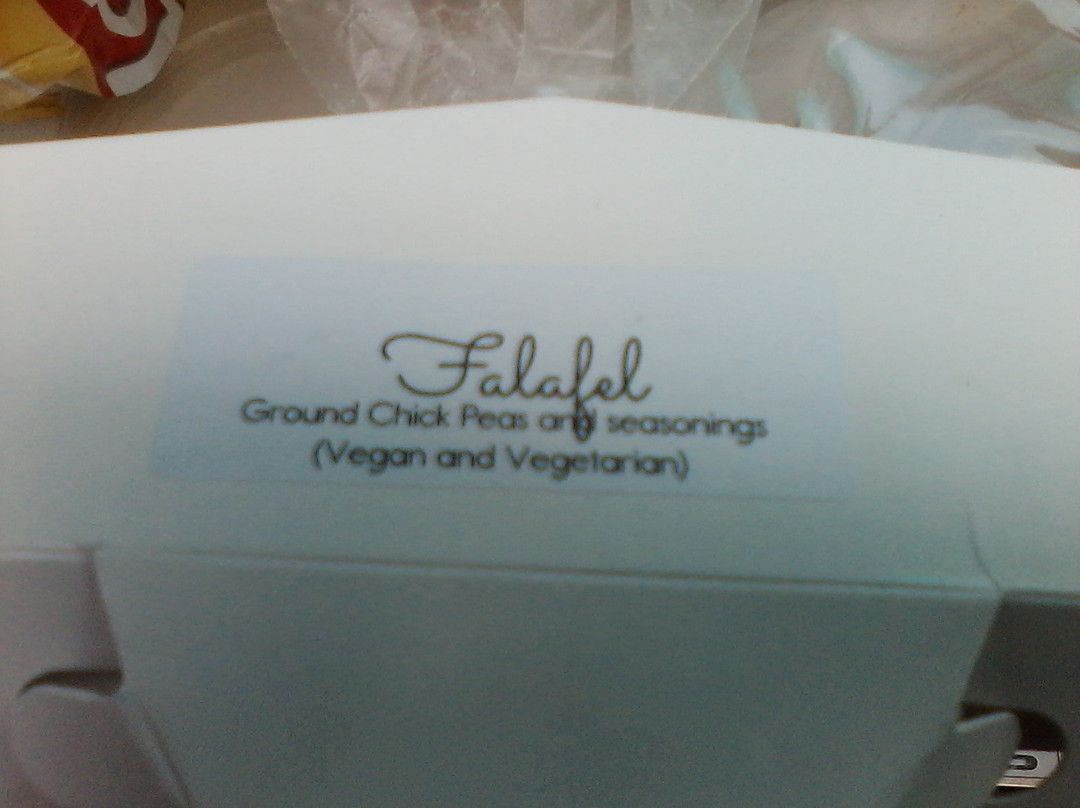 Falafel
Ground Chick Peas and seasonings
(Vegan and Vegetarian)